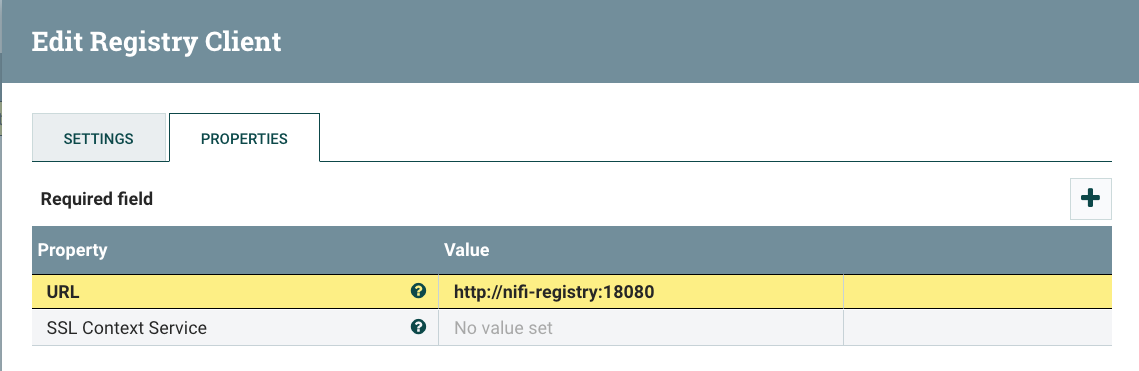 Edit Registry Client
SETTINGS PROPERTIES
Required field
Property Value
URL http://nifi-registry:18080
SSL Context Service No value set